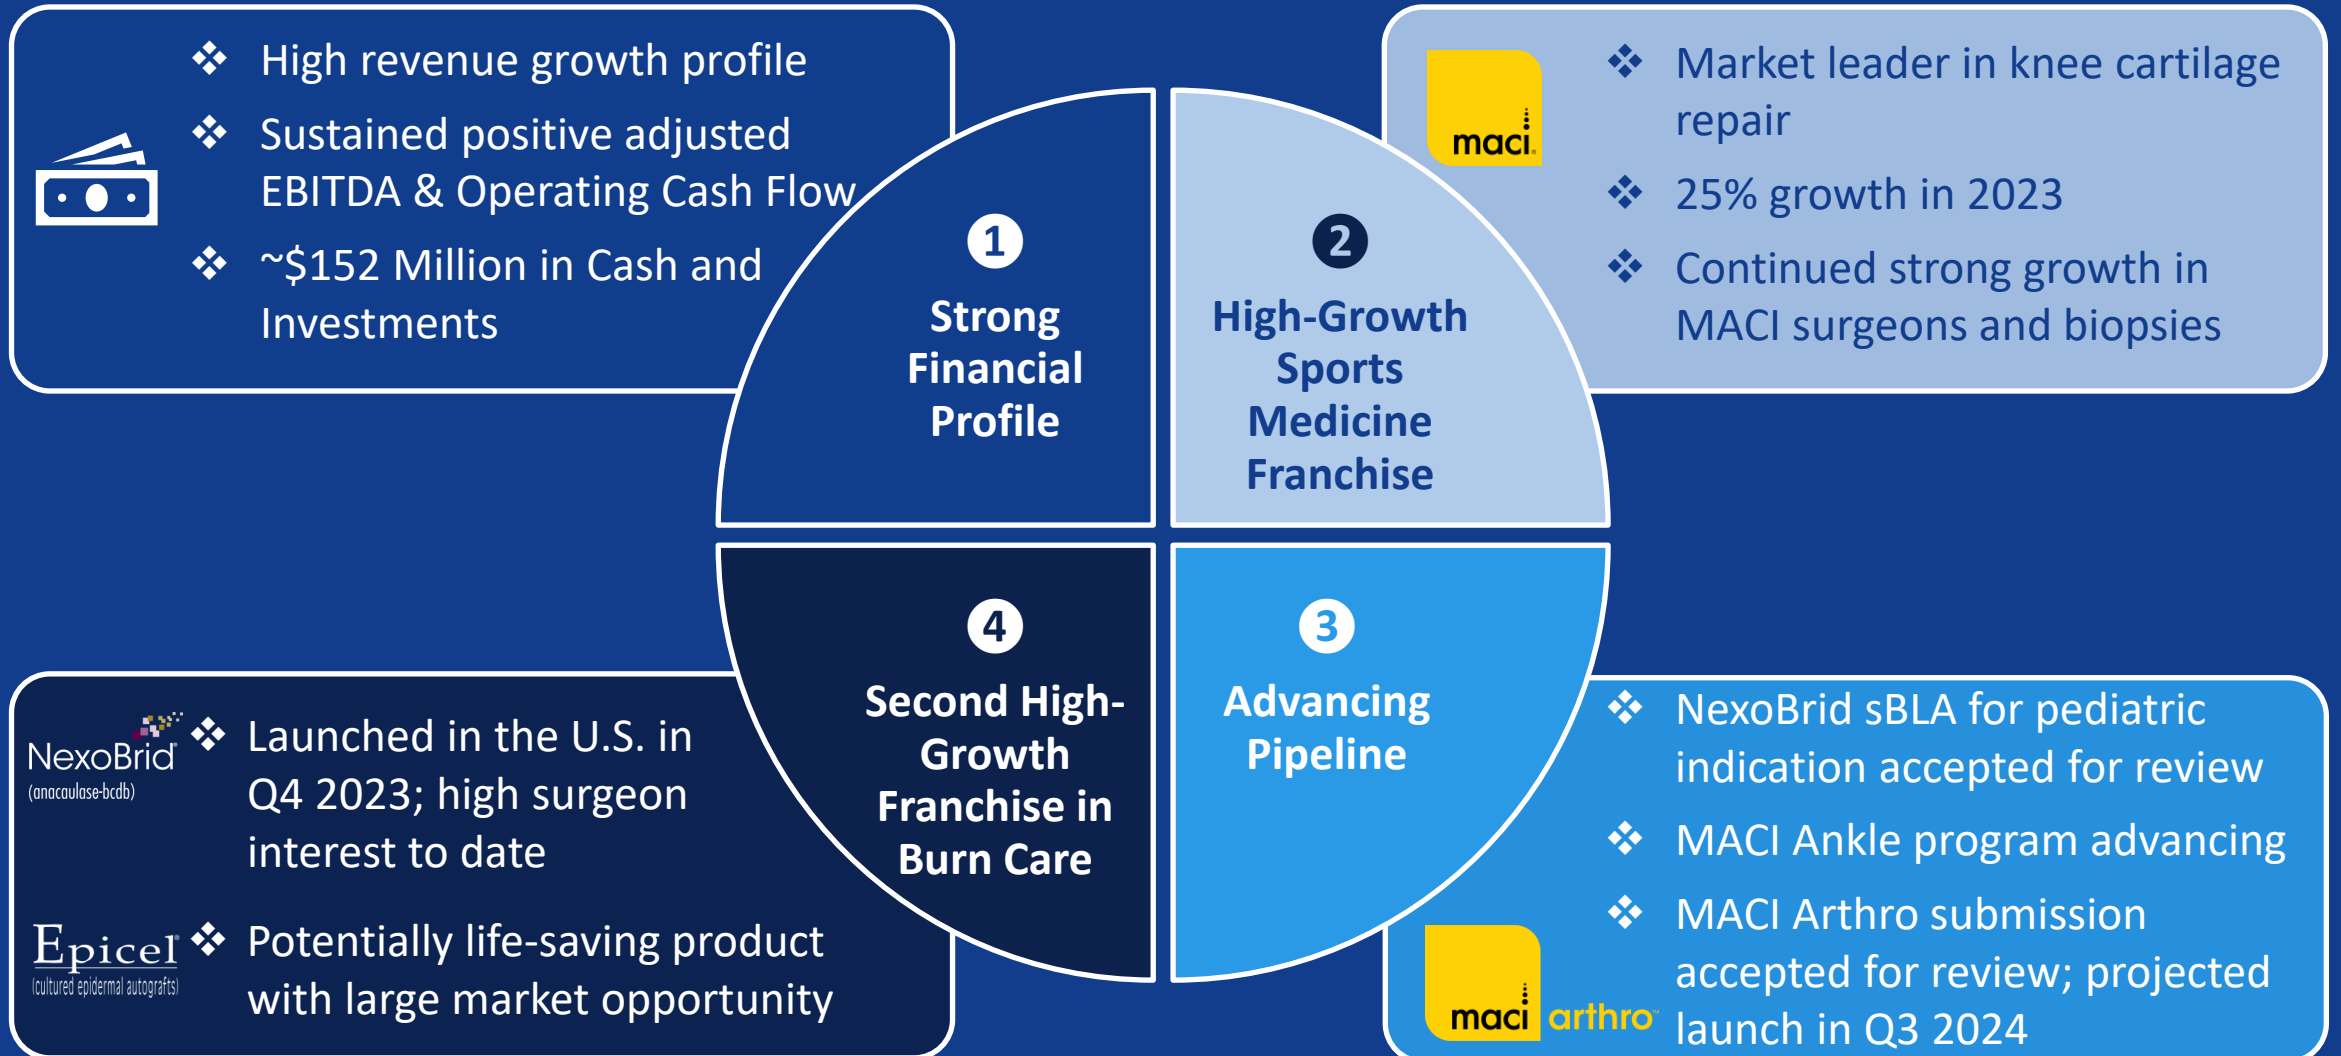 ❖ High revenue growth profile
❖ Sustained positive adjusted
EBITDA & Operating Cash Flow
❖ ~$152 Million in Cash and
Investments
1
Strong
Financial
Profile
maci®
❖ Market leader in knee cartilage
repair
❖ 25% growth in 2023
❖ Continued strong growth in
MACI surgeons and biopsies
2
High-Growth
Sports
Medicine
Franchise
4
Second High-
Growth
Franchise in
Burn Care
NexoBrid®
(anacaulase-bcdb)
❖ Launched in the U.S. in
Q4 2023; high surgeon
interest to date
Epicel®
(cultured epidermal autografts)
❖ Potentially life-saving product
with large market opportunity
3
Advancing
Pipeline
❖ NexoBrid sBLA for pediatric
indication accepted for review
❖ MACI Ankle program advancing
❖ MACI Arthro submission
accepted for review; projected
launch in Q3 2024
maci arthro™